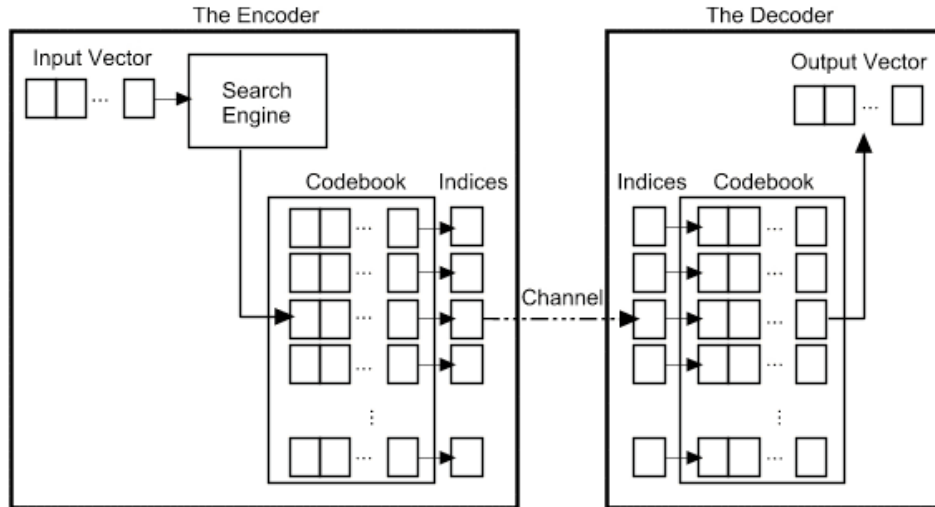 The Encoder
Input Vector
...
Search
Engine
Codebook
Indices
...
...
...
...
...
...
Channel
The Decoder
Output Vector
...
Indices
Codebook
...
...
...
...
...
...